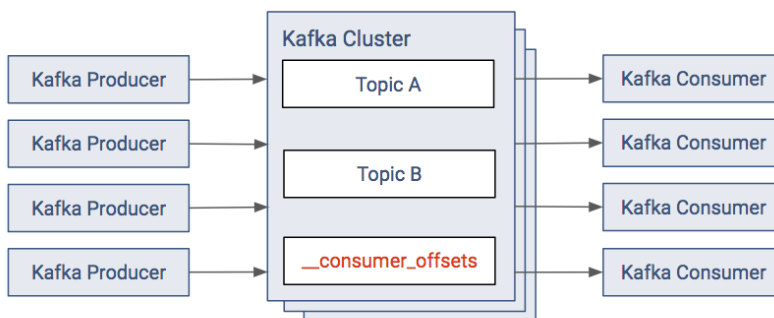 Kafka Cluster
Kafka Producer
Topic A
Kafka Consumer
Kafka Producer
Kafka Consumer
Topic B
Kafka Producer
Kafka Consumer
Kafka Producer
__consumer_offsets
Kafka Consumer